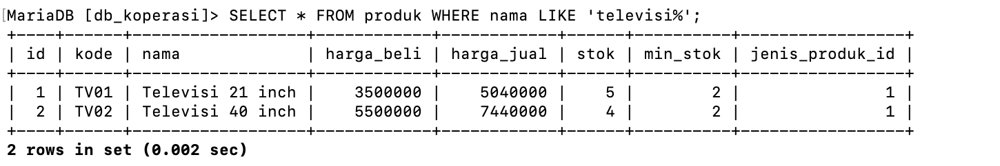 [MariaDB [db_koperasi]> SELECT * FROM produk WHERE nama LIKE 'televisi%';
+----+------+-------------------+------------+------------+------+----------+-----------------+
| id | kode | nama              | harga_beli | harga_jual | stok | min_stok | jenis_produk_id |
+----+------+-------------------+------------+------------+------+----------+-----------------+
|  1 | TV01 | Televisi 21 inch |    3500000 |    5040000 |    5 |        2 |               1 |
|  2 | TV02 | Televisi 40 inch |    5500000 |    7440000 |    4 |        2 |               1 |
+----+------+-------------------+------------+------------+------+----------+-----------------+
2 rows in set (0.002 sec)